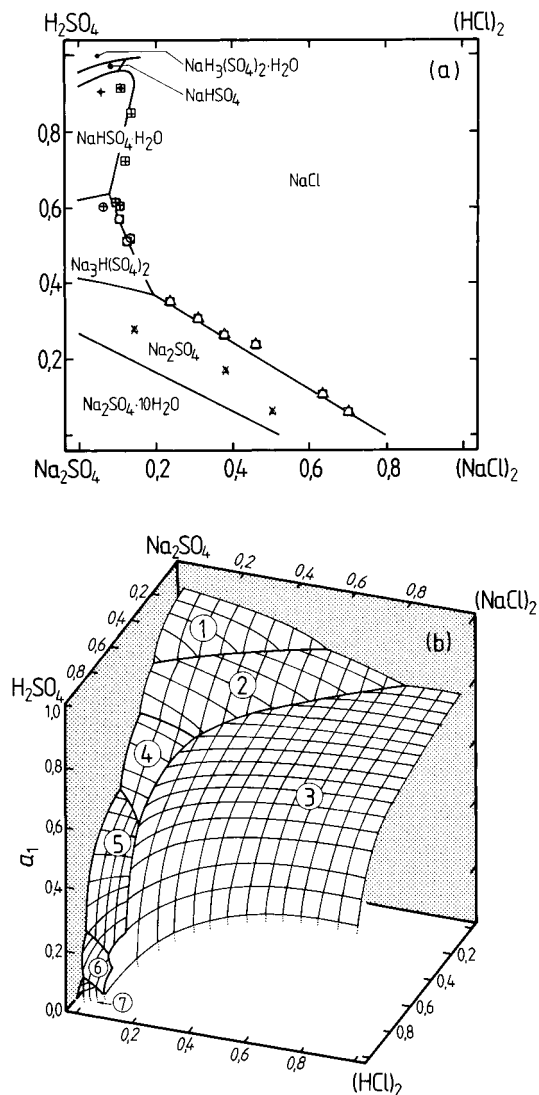 H₂SO₄ (HCl)₂
NaH₃(SO₄)₂·H₂O (a)
NaHSO₄
0,8
NaHSO₄·H₂O
NaCl
0,6
Na₃H(SO₄)₂
0,4
0,2 Na₂SO₄
Na₂SO₄·10H₂O
Na₂SO₄ 0,2 0,4 0,6 0,8 (NaCl)₂
Na₂SO₄ 0,2 0,4 0,6 0,8 (NaCl)₂
0,2 0,4 0,6 0,8
(b)
H₂SO₄
1,0
0,8
a₁ 0,6
0,4
0,2
0,0
1
2
3
4
5
6
7
0,2 0,4 0,6 0,8
(HCl)₂
0,2
0,4
0,6
0,8